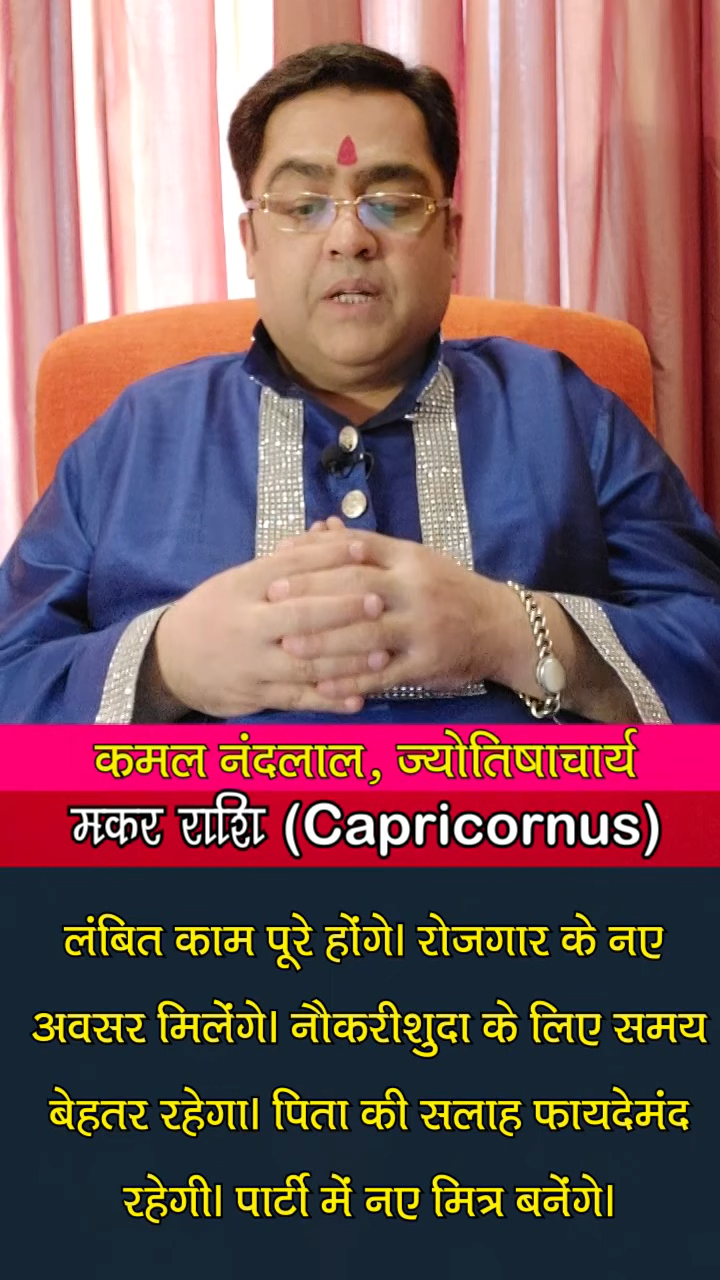 कमल नंदलाल, ज्योतिषाचार्य
मकर राशि (Capricornus)
लंबित काम पूरे होंगे। रोजगार के नए
अवसर मिलेंगे। नौकरीशुदा के लिए समय
बेहतर रहेगा। पिता की सलाह फायदेमंद
रहेगी। पार्टी में नए मित्र बनेंगे।